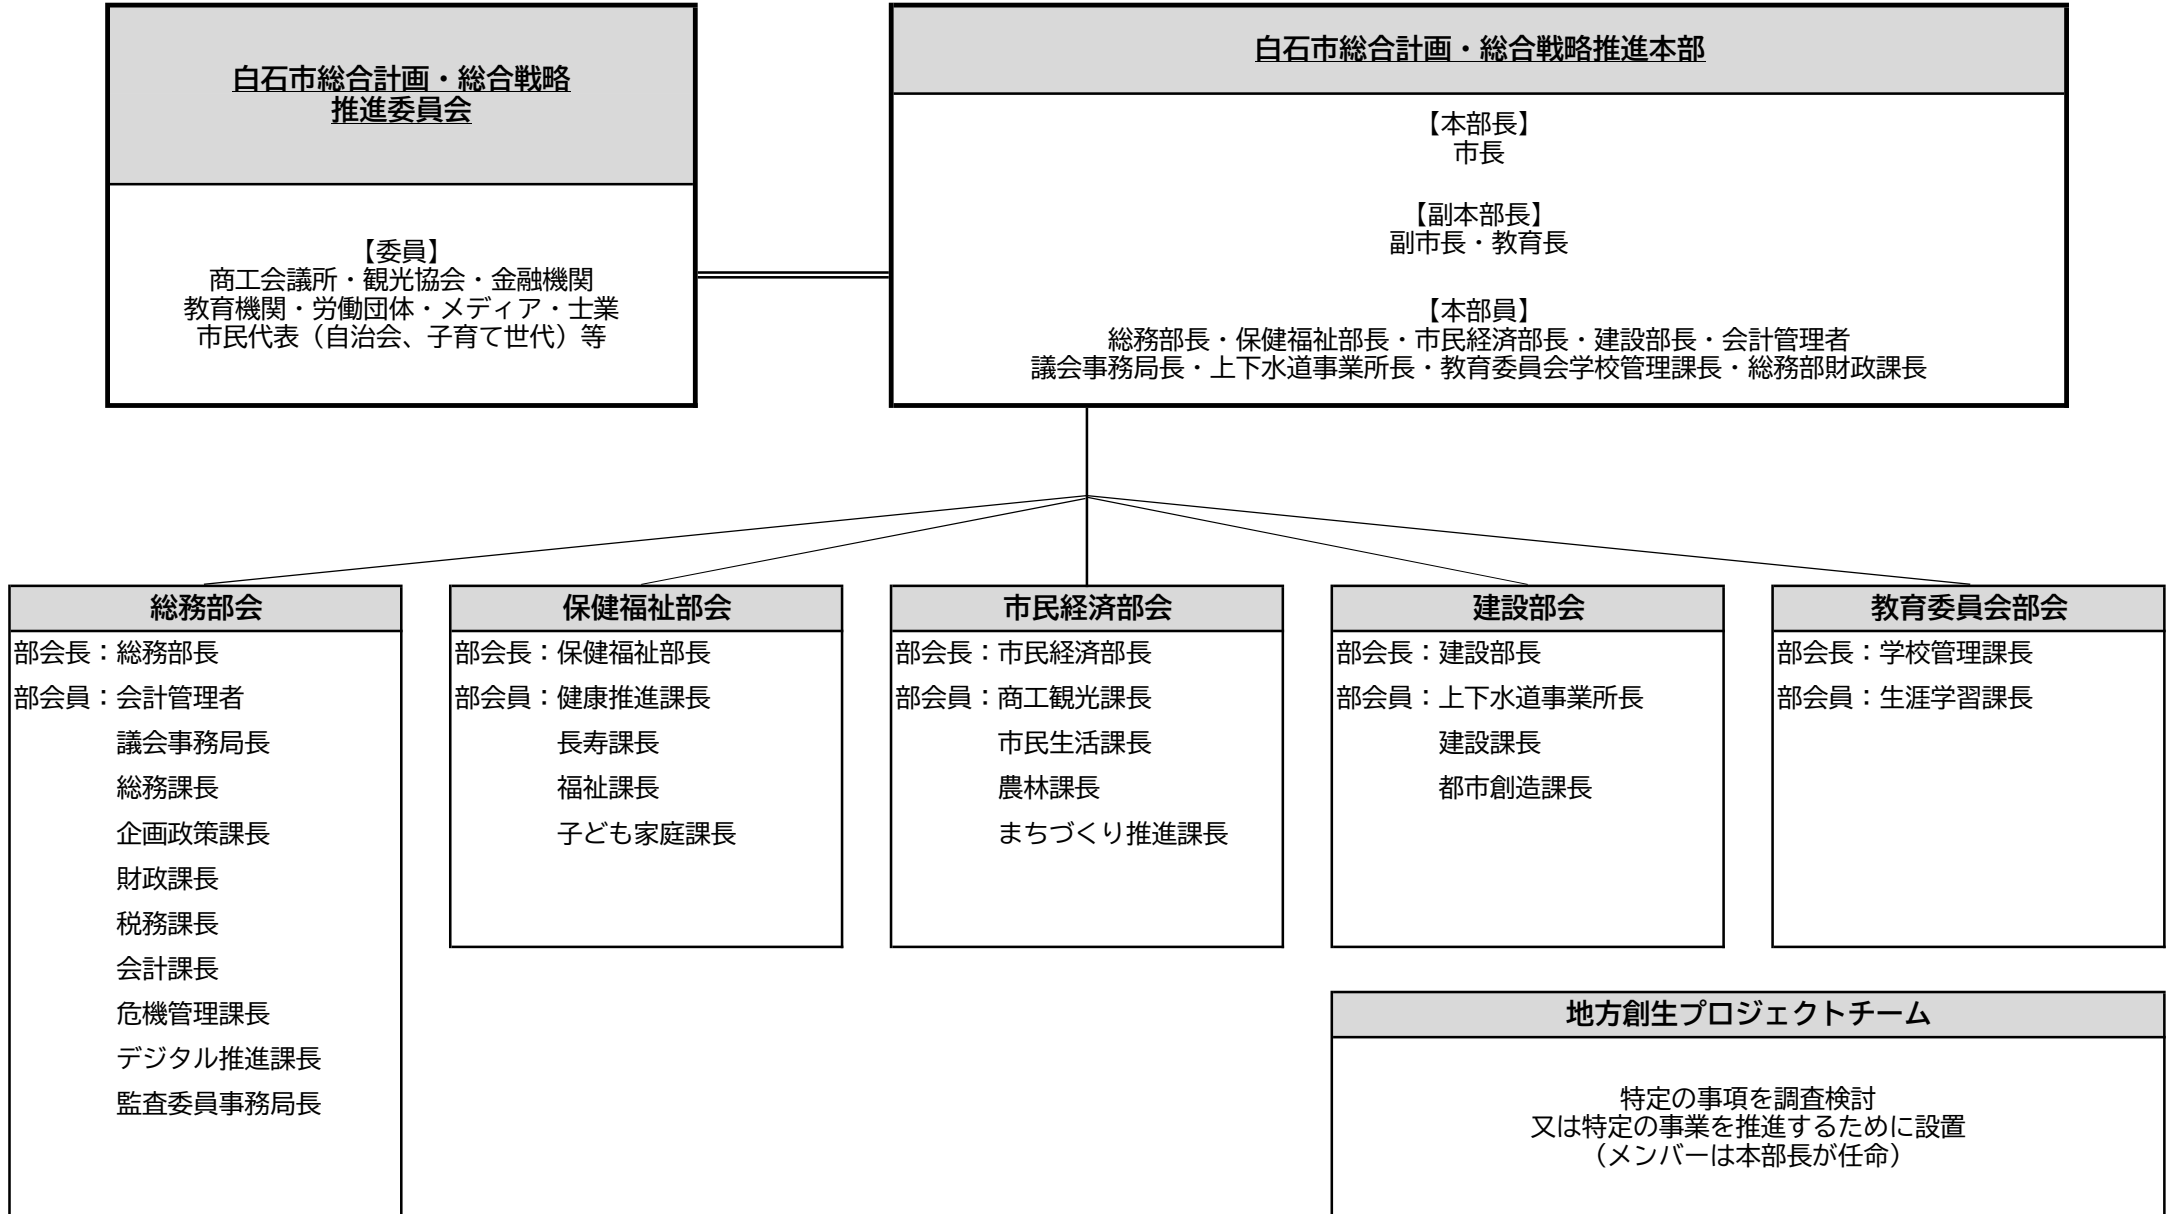 白石市総合計画・総合戦略
推進委員会
【委員】
商工会議所・観光協会・金融機関
教育機関・労働団体・メディア・士業
市民代表（自治会、子育て世代）等
白石市総合計画・総合戦略推進本部
【本部長】
市長
【副本部長】
副市長・教育長
【本部員】
総務部長・保健福祉部長・市民経済部長・建設部長・会計管理者
議会事務局長・上下水道事業所長・教育委員会学校管理課長・総務部財政課長
総務部会
部会長：総務部長
部会員：会計管理者
議会事務局長
総務課長
企画政策課長
財政課長
税務課長
会計課長
危機管理課長
デジタル推進課長
監査委員事務局長
保健福祉部会
部会長：保健福祉部長
部会員：健康推進課長
長寿課長
福祉課長
子ども家庭課長
市民経済部会
部会長：市民経済部長
部会員：商工観光課長
市民生活課長
農林課長
まちづくり推進課長
建設部会
部会長：建設部長
部会員：上下水道事業所長
建設課長
都市創造課長
教育委員会部会
部会長：学校管理課長
部会員：生涯学習課長
地方創生プロジェクトチーム
特定の事項を調査検討
又は特定の事業を推進するために設置
（メンバーは本部長が任命）